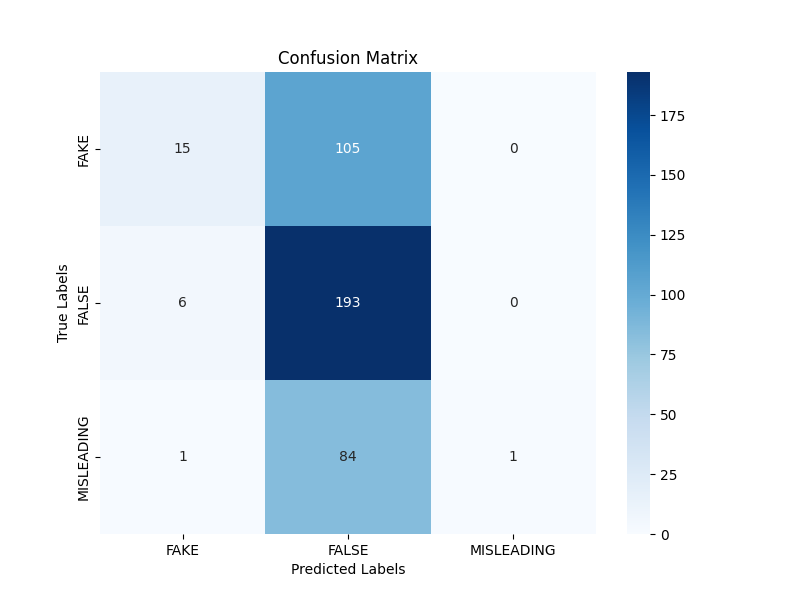 Confusion Matrix
True Labels
FAKE
15 105 0
FALSE
6 193 0
MISLEADING
1 84 1
FAKE FALSE MISLEADING
Predicted Labels
175
150
125
100
75
50
25
0